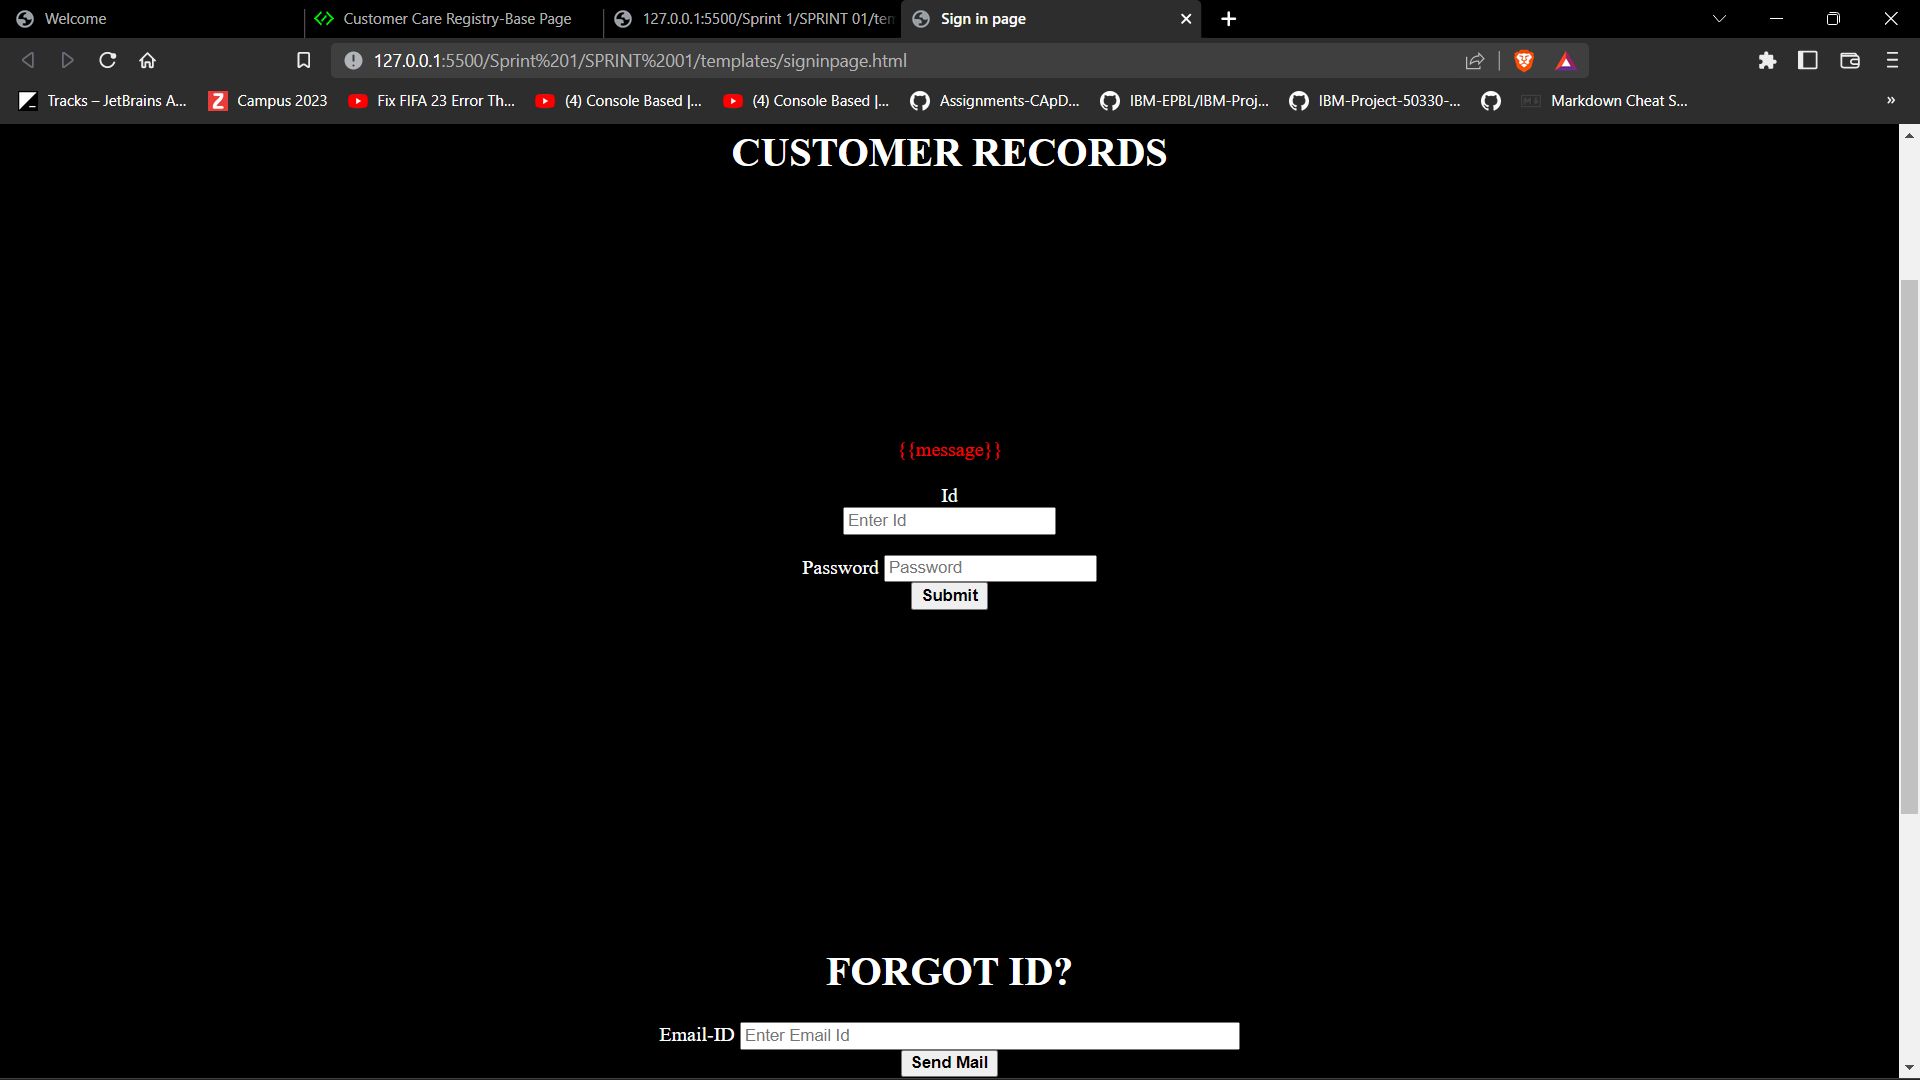 Welcome
Customer Care Registry-Base Page
127.0.0.1:5500/Sprint 1/SPRINT 01/ten
Sign in page
127.0.0.1:5500/Sprint%201/SPRINT%2001/templates/signinpage.html
Tracks – JetBrains A...
Campus 2023
Fix FIFA 23 Error Th...
(4) Console Based |...
(4) Console Based |...
Assignments-CApD...
IBM-EPBL/IBM-Proj...
IBM-Project-50330-...
Markdown Cheat S...
»
CUSTOMER RECORDS
{{message}}
Id
Enter Id
Password Password
Submit
FORGOT ID?
Email-ID Enter Email Id
Send Mail